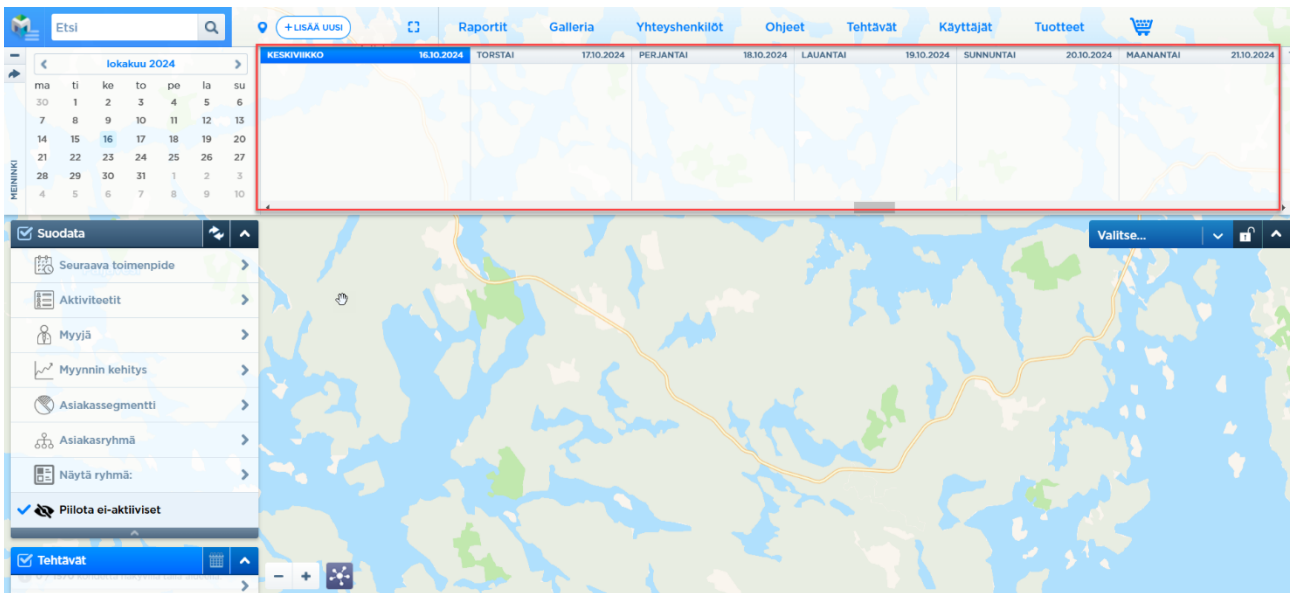 Etsi
+ LISÄÄ UUSI
Raportit Galleria Yhteyshenkilöt Ohjeet Tehtävät Käyttäjät Tuotteet
MEININKI
lokakuu 2024
ma ti ke to pe la su
30 1 2 3 4 5 6
7 8 9 10 11 12 13
14 15 16 17 18 19 20
21 22 23 24 25 26 27
28 29 30 31 1 2 3
4 5 6 7 8 9 10
KESKIVIIKKO 16.10.2024 TORSTAI 17.10.2024 PERJANTAI 18.10.2024 LAUANTAI 19.10.2024 SUNNUNTAI 20.10.2024 MAANANTAI 21.10.2024
Suodata
Seuraava toimenpide
Aktiviteetit
Myyjä
Myynnin kehitys
Asiakassegmentti
Asiakasryhmä
Näytä ryhmä:
Piilota ei-aktiiviset
Tehtävät
Valitse...